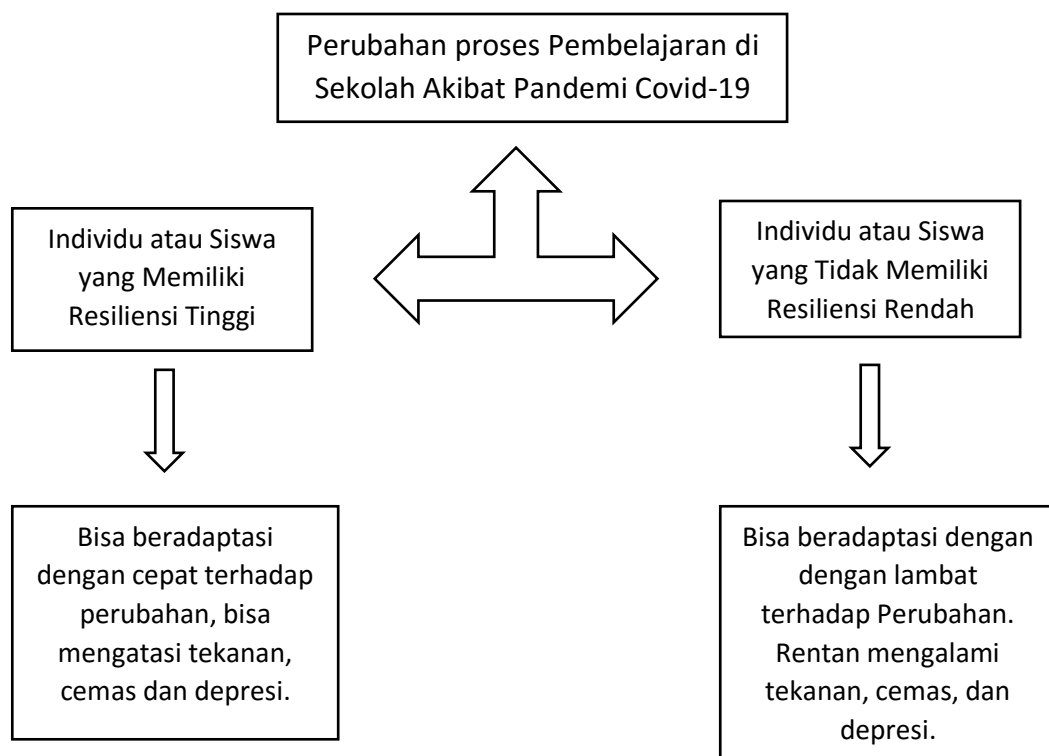 Perubahan proses Pembelajaran di
Sekolah Akibat Pandemi Covid-19
Individu atau Siswa
yang Memiliki
Resiliensi Tinggi
Individu atau Siswa
yang Tidak Memiliki
Resiliensi Rendah
Bisa beradaptasi
dengan cepat terhadap
perubahan, bisa
mengatasi tekanan,
cemas dan depresi.
Bisa beradaptasi dengan
dengan lambat
terhadap Perubahan.
Rentan mengalami
tekanan, cemas, dan
depresi.